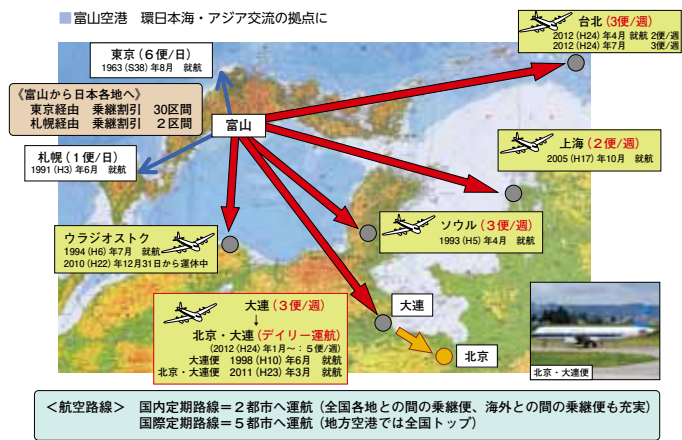 ■富山空港 環日本海・アジア交流の拠点に
台北(3便/週)
2012 (H24) 年4月 就航 2便/週
2012 (H24) 年7月 3便/週
東京(6便/日)
1963 (S38) 年8月 就航
《富山から日本各地へ》
東京経由 乗継割引 30区間
札幌経由 乗継割引 2区間
富山
札幌(1便/日)
1991 (H3) 年6月 就航
上海(2便/週)
2005 (H17) 年10月 就航
ウラジオストク
1994 (H6) 年7月 就航
2010 (H22) 年12月31日から運休中
ソウル(3便/週)
1993 (H5) 年4月 就航
大連(3便/週)
↓
北京・大連(デイリー運航)
(2012 (H24) 年1月~:5便/週)
大連便 1998 (H10) 年6月 就航
北京・大連便 2011 (H23) 年3月 就航
大連
北京
北京・大連便
<航空路線> 国内定期路線=2都市へ運航(全国各地との間の乗継便、海外との間の乗継便も充実)
国際定期路線=5都市へ運航(地方空港では全国トップ)